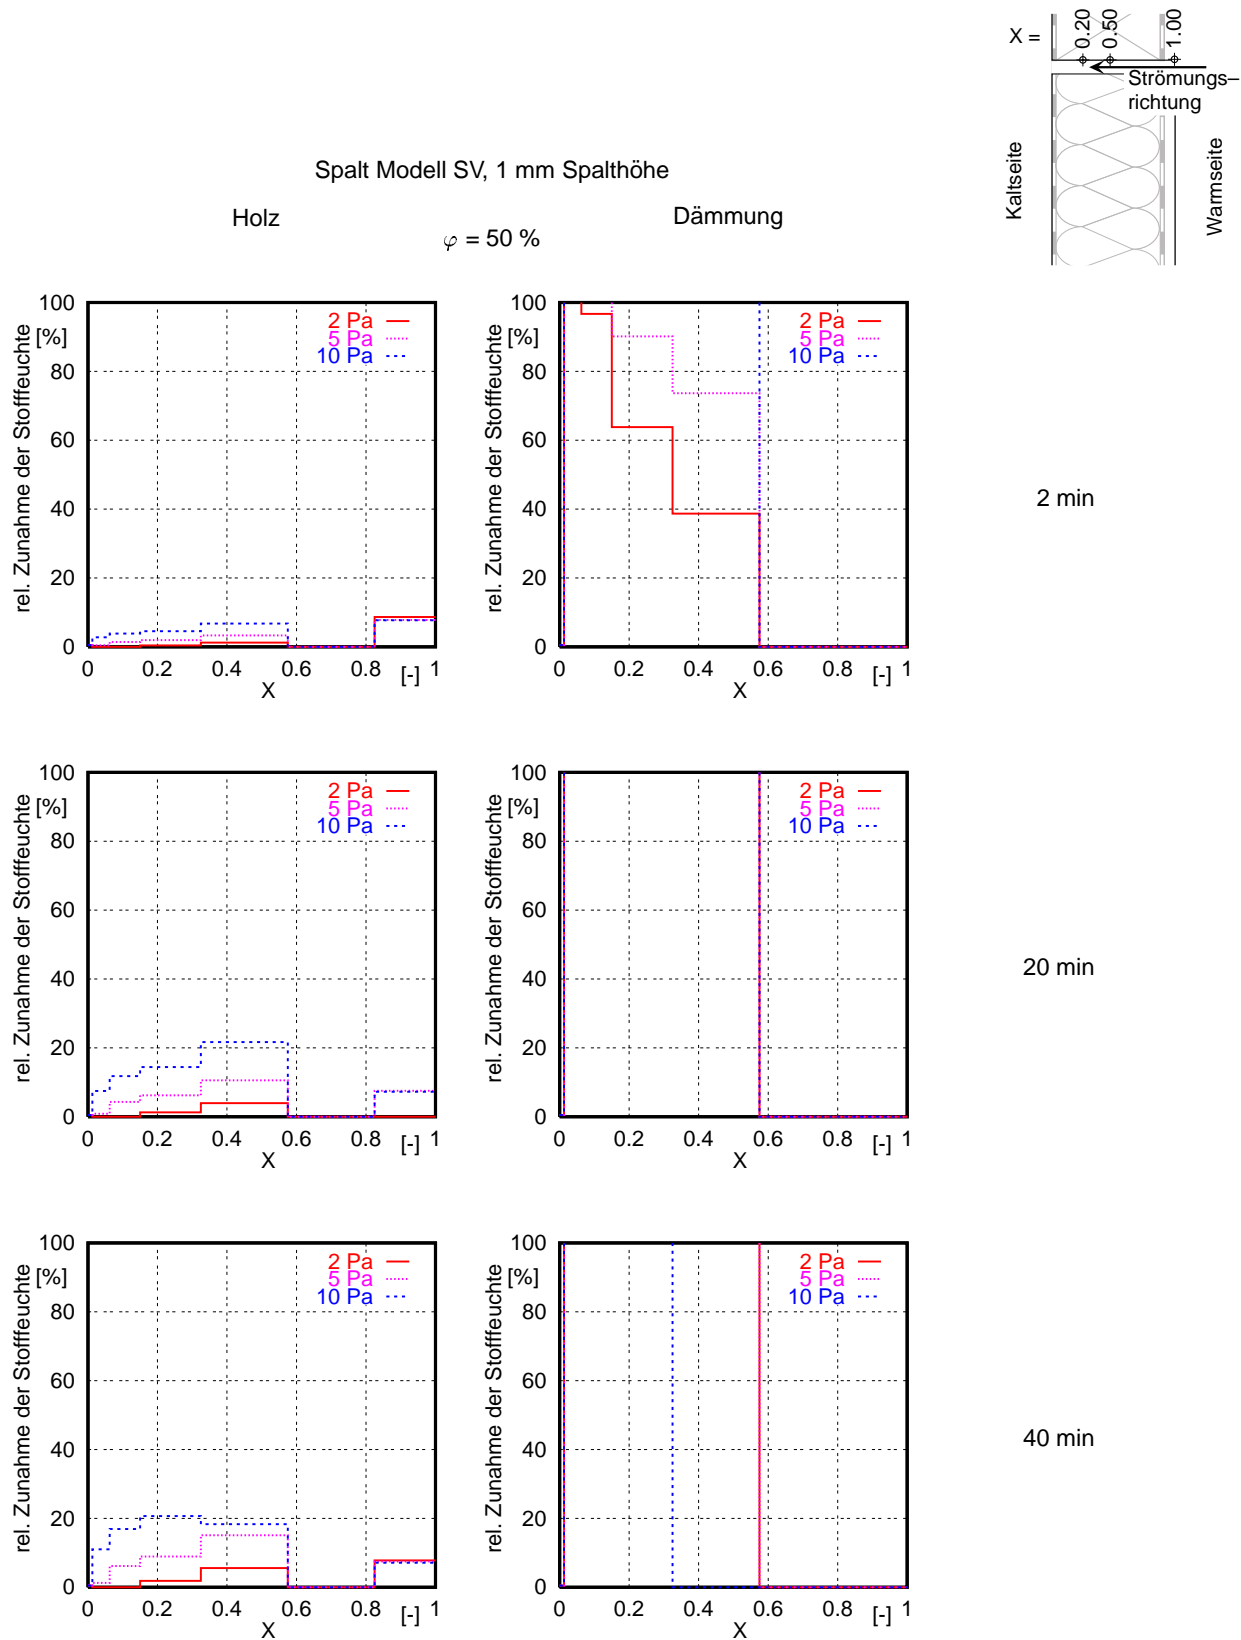 X =
0.20
0.50
1.00
Strömungs–
richtung
Kaltseite
Warmseite
Spalt Modell SV, 1 mm Spalthöhe
Holz
Dämmung
φ = 50 %
rel. Zunahme der Stofffeuchte
[%]
100
80
60
40
20
0
2 Pa
5 Pa
10 Pa
0 0.2 0.4 0.6 0.8 1
X
[-]
rel. Zunahme der Stofffeuchte
[%]
100
80
60
40
20
0
2 Pa
5 Pa
10 Pa
0 0.2 0.4 0.6 0.8 1
X
[-]
2 min
rel. Zunahme der Stofffeuchte
[%]
100
80
60
40
20
0
2 Pa
5 Pa
10 Pa
0 0.2 0.4 0.6 0.8 1
X
[-]
rel. Zunahme der Stofffeuchte
[%]
100
80
60
40
20
0
2 Pa
5 Pa
10 Pa
0 0.2 0.4 0.6 0.8 1
X
[-]
20 min
rel. Zunahme der Stofffeuchte
[%]
100
80
60
40
20
0
2 Pa
5 Pa
10 Pa
0 0.2 0.4 0.6 0.8 1
X
[-]
rel. Zunahme der Stofffeuchte
[%]
100
80
60
40
20
0
2 Pa
5 Pa
10 Pa
0 0.2 0.4 0.6 0.8 1
X
[-]
40 min